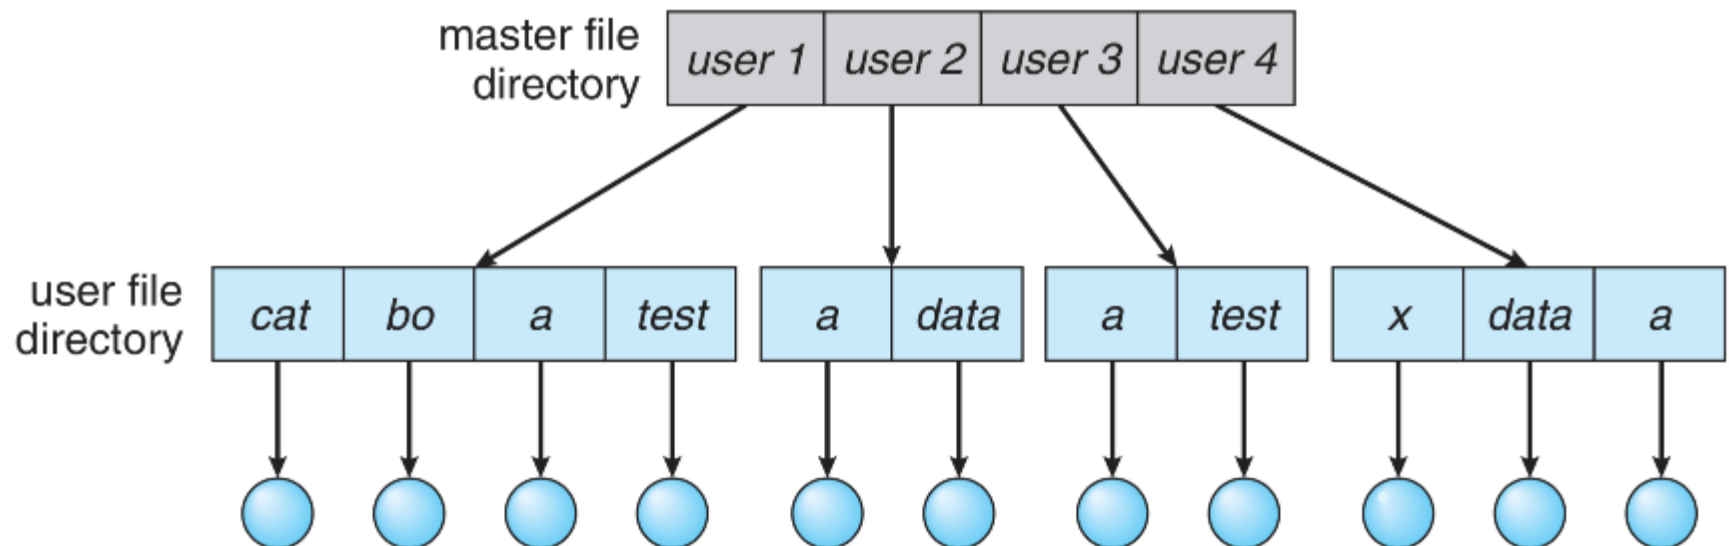 master file
directory
user 1 user 2 user 3 user 4
user file
directory
cat bo a test a data a test x data a